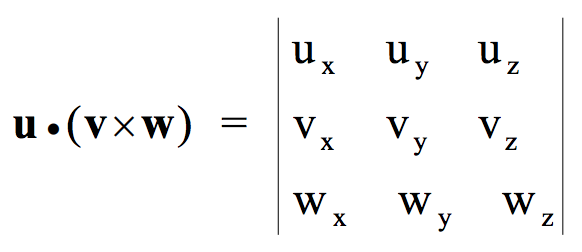 u_x u_y u_z
u • (v×w) = v_x v_y v_z
w_x w_y w_z